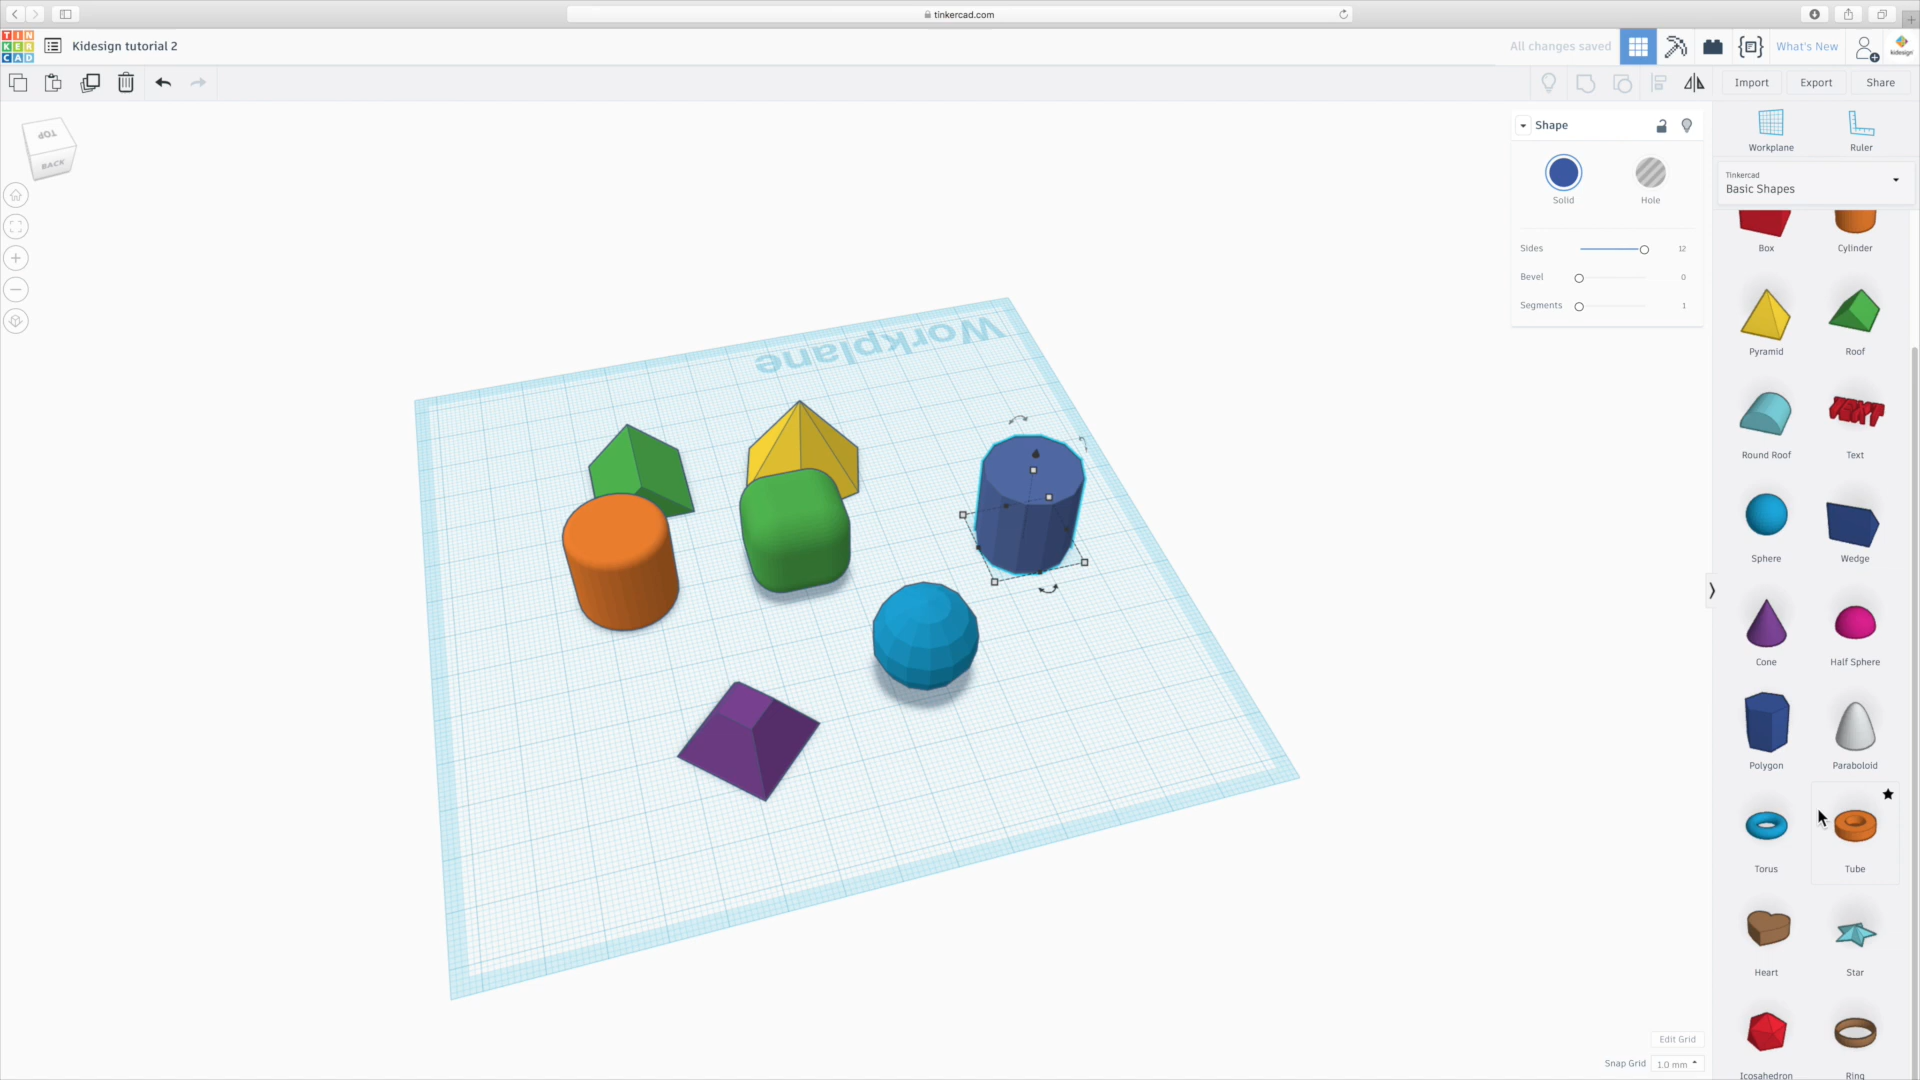 tinkercad.com
TIN
KER
CAD
Kidesign tutorial 2
All changes saved
What's New
kidesign
Import
Export
Share
TOP
BACK
Shape
Solid
Hole
Sides 12
Bevel 0
Segments 1
Workplane
Ruler
Tinkercad
Basic Shapes
Box
Cylinder
Pyramid
Roof
Round Roof
TEXT
Text
Sphere
Wedge
Cone
Half Sphere
Polygon
Paraboloid
Torus
Tube
Heart
Star
Icosahedron
Ring
Workplane
Edit Grid
Snap Grid 1.0 mm